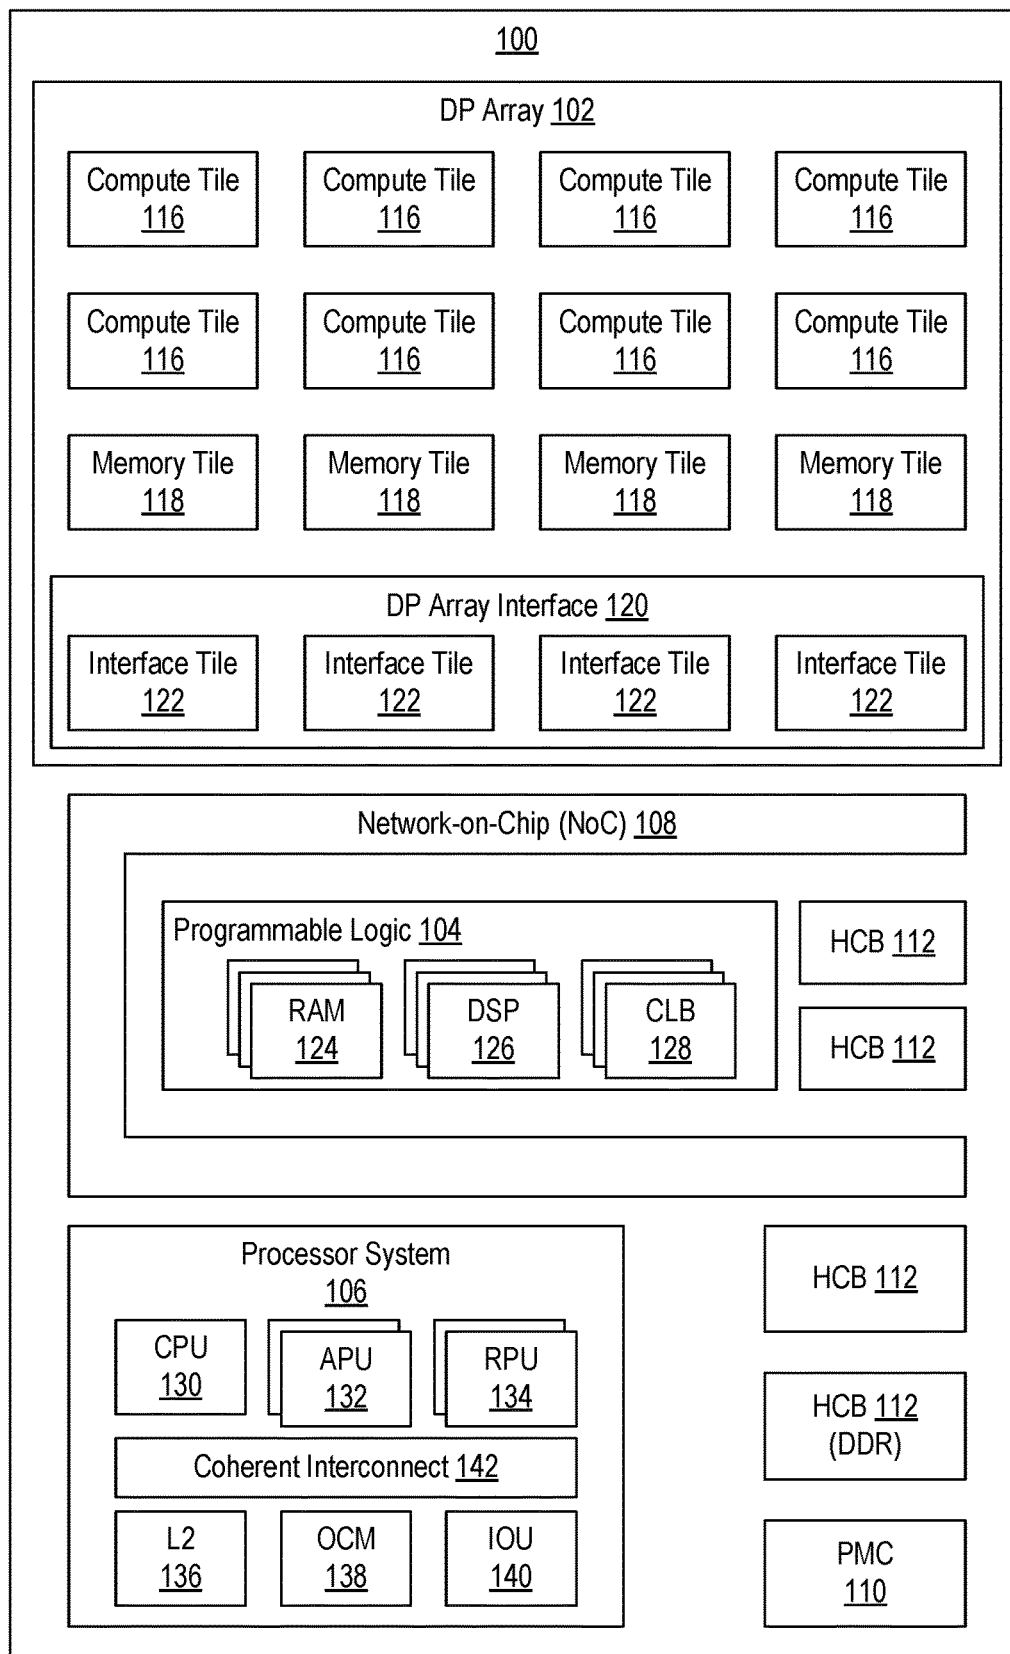 100
DP Array 102
Compute Tile
116
Compute Tile
116
Compute Tile
116
Compute Tile
116
Compute Tile
116
Compute Tile
116
Compute Tile
116
Compute Tile
116
Memory Tile
118
Memory Tile
118
Memory Tile
118
Memory Tile
118
DP Array Interface 120
Interface Tile
122
Interface Tile
122
Interface Tile
122
Interface Tile
122
Network-on-Chip (NoC) 108
Programmable Logic 104
RAM
124
DSP
126
CLB
128
HCB 112
HCB 112
Processor System
106
CPU
130
APU
132
RPU
134
Coherent Interconnect 142
L2
136
OCM
138
IOU
140
HCB 112
HCB 112
(DDR)
PMC
110